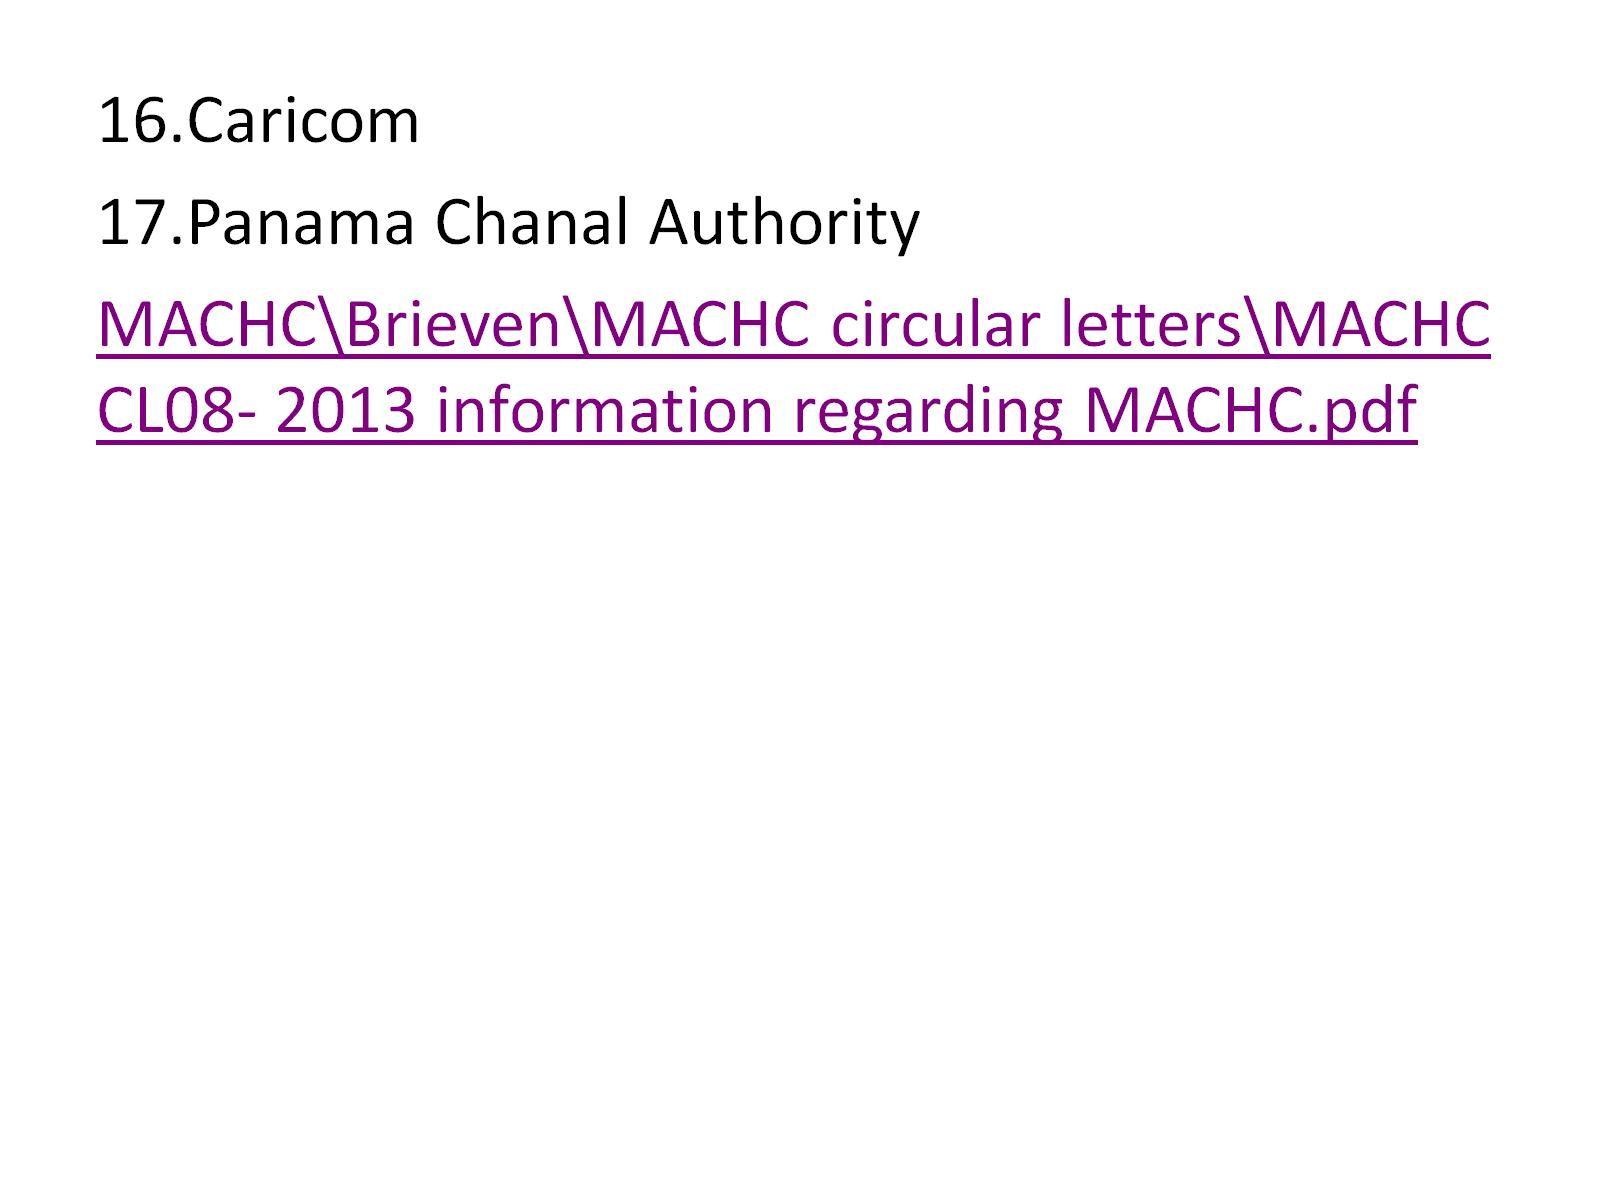 16.Caricom
17.Panama Chanal Authority
MACHC\Brieven\MACHC circular letters\MACHC
CL08- 2013 information regarding MACHC.pdf